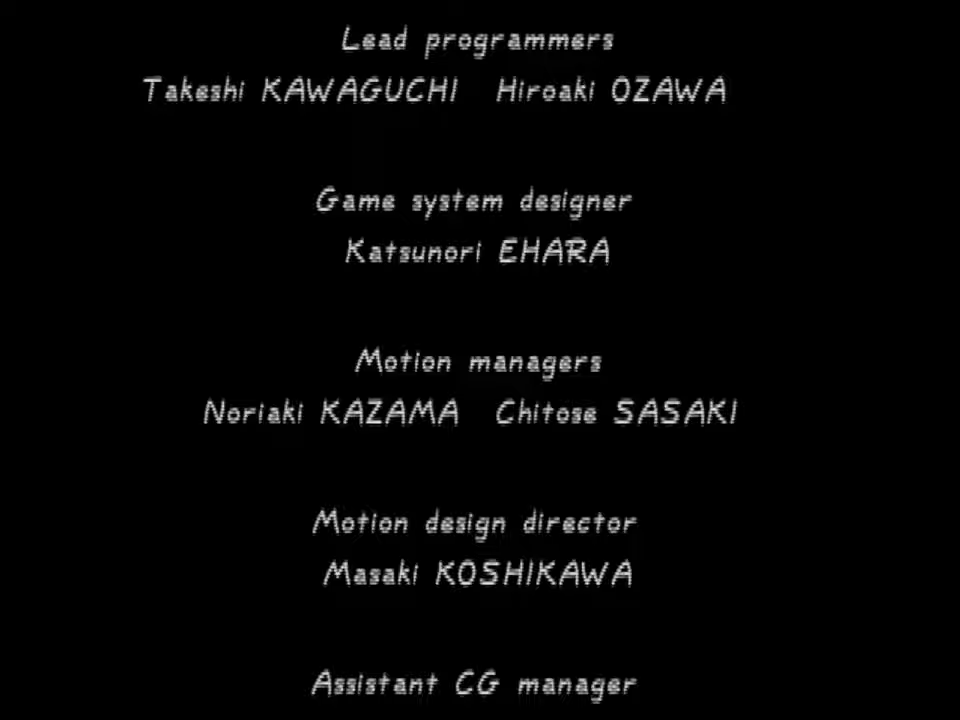 Lead programmers
Takeshi KAWAGUCHI Hiroaki OZAWA
Game system designer
Katsunori EHARA
Motion managers
Noriaki KAZAMA Chitose SASAKI
Motion design director
Masaki KOSHIKAWA
Assistant CG manager